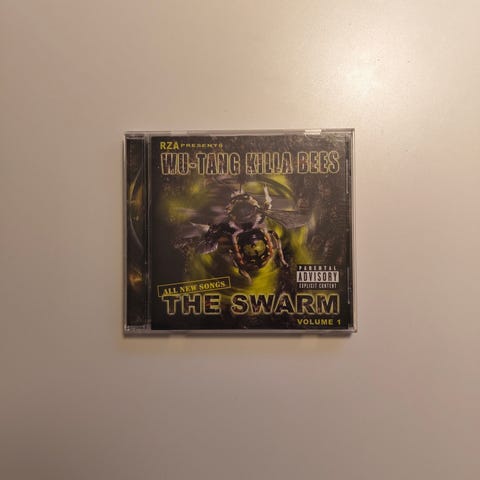 RZA PRESENTS
WU-TANG KILLA BEES
PARENTAL
ADVISORY
EXPLICIT CONTENT
ALL NEW SONGS
THE SWARM
VOLUME 1